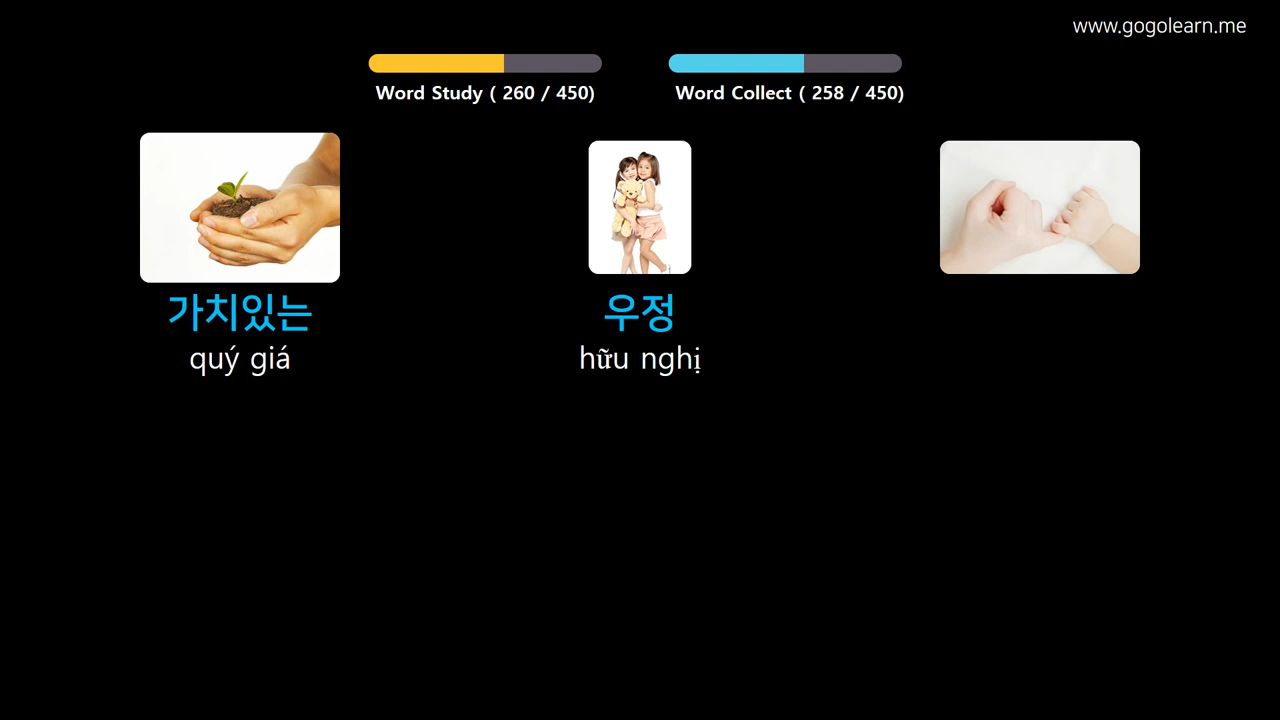 www.gogolearn.me
Word Study ( 260 / 450)
Word Collect ( 258 / 450)
가치있는
quý giá
우정
hữu nghị